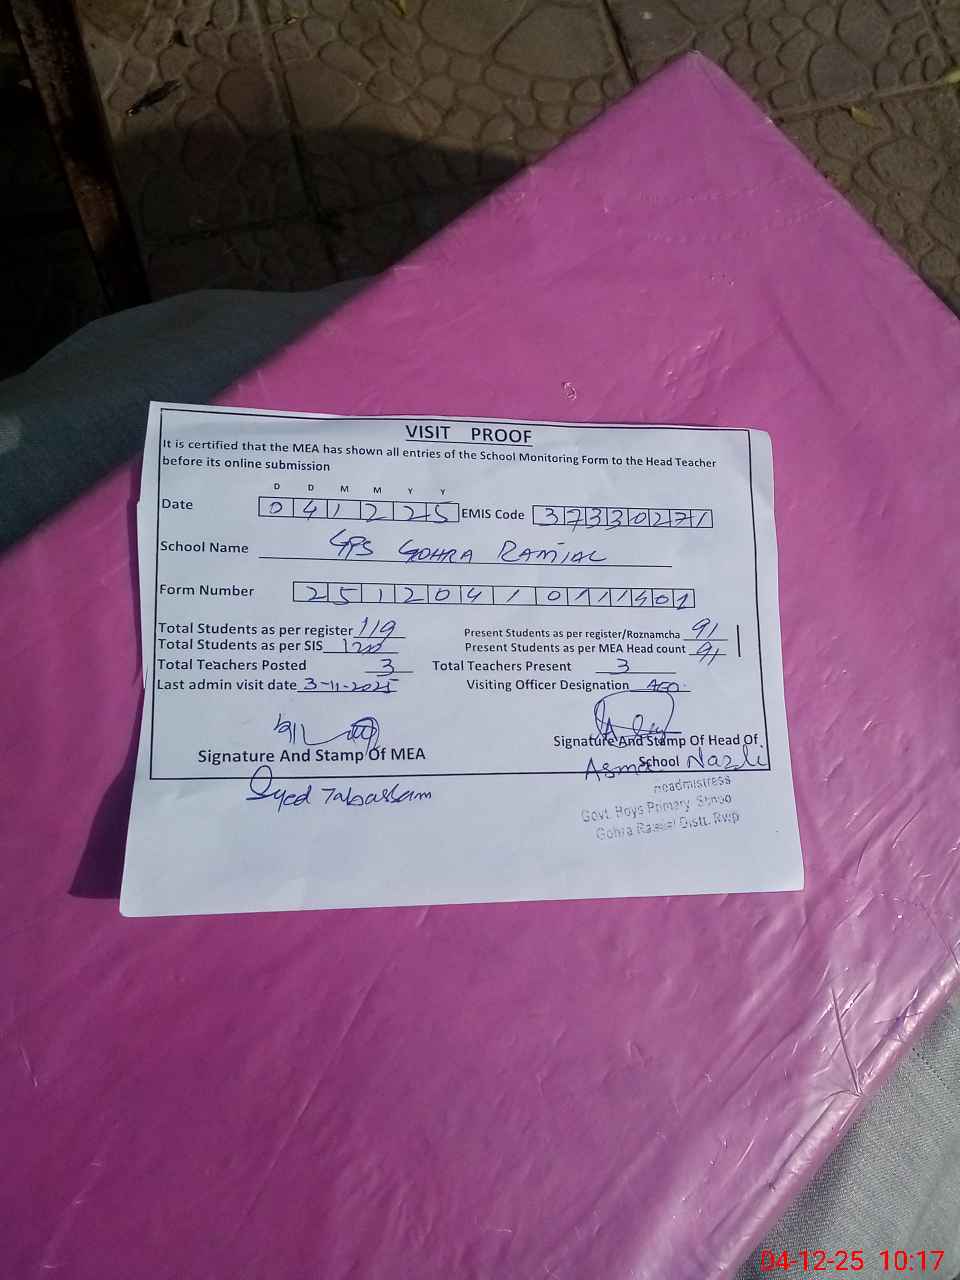 VISIT PROOF
It is certified that the MEA has shown all entries of the School Monitoring Form to the Head Teacher
before its online submission
D D M M Y Y
Date 0 4 1 2 2 5 EMIS Code 3 7 3 3 0 2 7 1
School Name GPS GOHRA RAMIAL
Form Number 2 5 1 2 0 4 1 0 1 1 1
Total Students as per register 119 Present Students as per register/Roznamcha 91
Total Students as per SIS 120 Present Students as per MEA Head count 91
Total Teachers Posted 3 Total Teachers Present 3
Last admin visit date 3-11-2025 Visiting Officer Designation AEO
Signature And Stamp Of MEA Signature And Stamp Of Head Of
School
Syed Tabassam Asma Nazli
Headmistress
Govt. Boys Primary School
Gohra Distt. Rwp
04-12-25 10:17